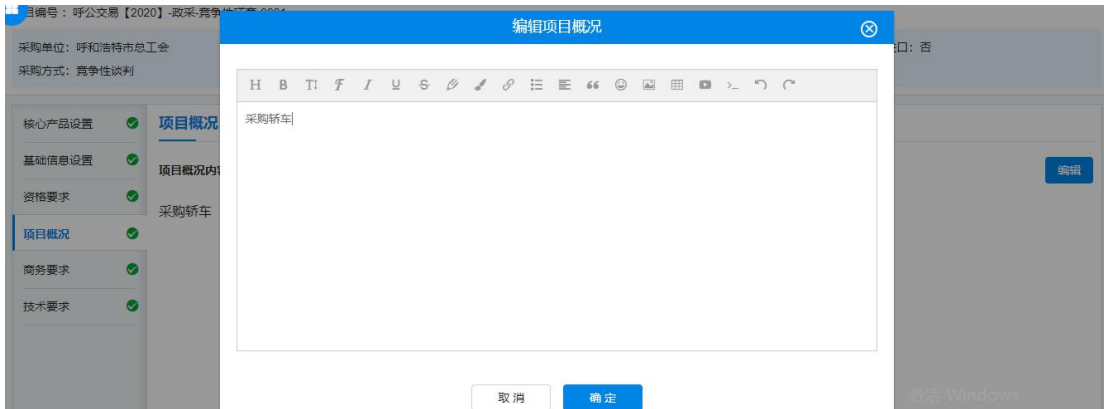 目编号：呼公交易【2020】-政采-竞争
编辑项目概况
采购单位：呼和浩特市总工会
口：否
采购方式：竞争性谈判
H B TI F I U S
采购轿车
核心产品设置
项目概况
基础信息设置
项目概况内
编辑
资格要求
采购轿车
项目概况
商务要求
技术要求
取消
确定
激活 Windows